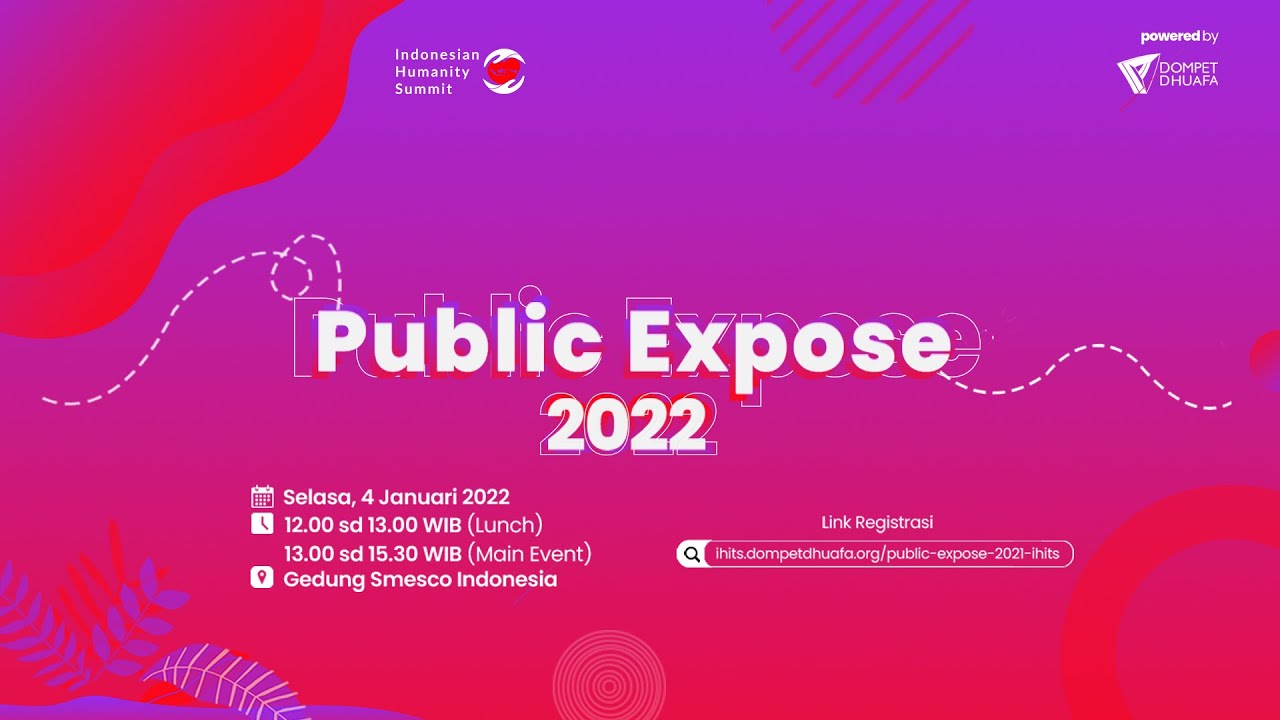 Indonesian
Humanity
Summit
powered by
DOMPET
DHUAFA
Public Expose
2022
Selasa, 4 Januari 2022
12.00 sd 13.00 WIB (Lunch)
13.00 sd 15.30 WIB (Main Event)
Gedung Smesco Indonesia
Link Registrasi
ihits.dompetdhuafa.org/public-expose-2021-ihits